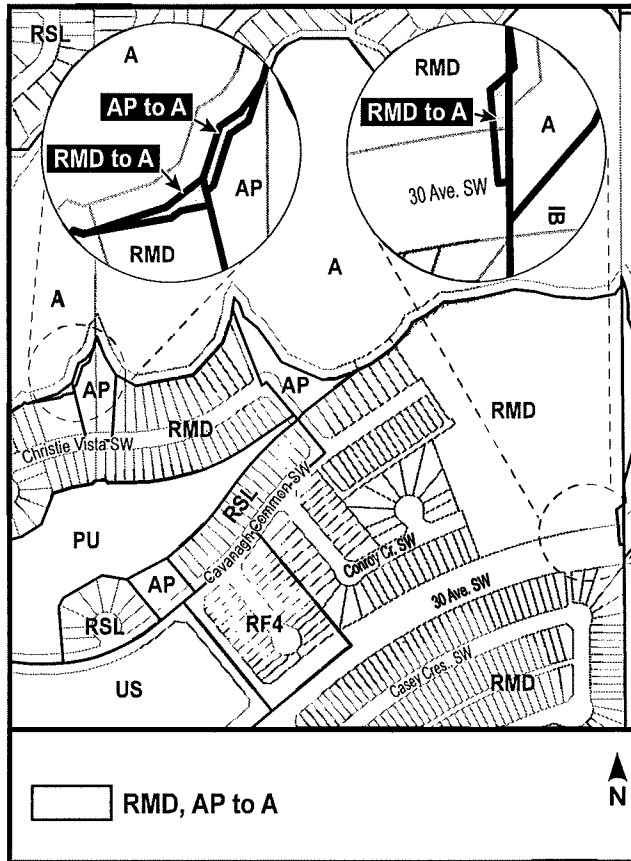 RSL
A
AP to A
RMD to A
AP
RMD
RMD
RMD to A
A
30 Ave. SW
IB
A
A
AP
AP
RMD
RMD
Christie Vista SW
RSL
Cavanagh Common SW
PU
Conroy Cr. SW
AP
30 Ave. SW
RSL
RF4
Casey Cres. SW
RMD
US
RMD, AP to A
N